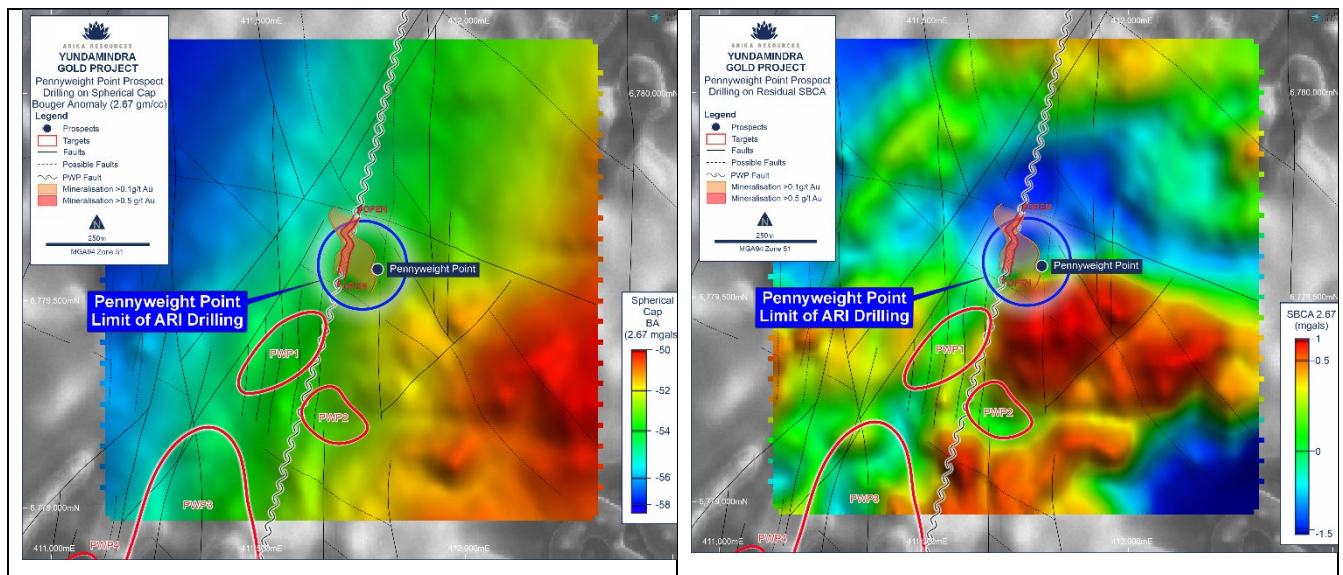 ARIKA RESOURCES
YUNDAMINDRA
GOLD PROJECT
Pennyweight Point Prospect
Drilling on Spherical Cap
Bouger Anomaly (2.67 gm/cc)
Legend
Prospects
Targets
Faults
Possible Faults
PWP Fault
Mineralisation >0.1g/t Au
Mineralisation >0.5 g/t Au
N
250m
MGA94 Zone 51
411,500mE
412,000mE
6,780,000mN
OPEN
Pennyweight Point
OPEN
6,779,500mN
Pennyweight Point
Limit of ARI Drilling
PWP1
PWP2
PWP3
PWP4
6,779,000mN
411,000mE
411,500mE
412,000mE
Spherical
Cap
BA
(2.67 mgals)
-50
-52
-54
-56
-58
ARIKA RESOURCES
YUNDAMINDRA
GOLD PROJECT
Pennyweight Point Prospect
Drilling on Residual SBCA
Legend
Prospects
Targets
Faults
Possible Faults
PWP Fault
Mineralisation >0.1g/t Au
Mineralisation >0.5 g/t Au
N
250m
MGA94 Zone 51
411,500mE
412,000mE
6,780,000mN
OPEN
Pennyweight Point
OPEN
6,779,500mN
Pennyweight Point
Limit of ARI Drilling
PWP1
PWP2
PWP3
PWP4
6,779,000mN
411,000mE
411,500mE
412,000mE
SBCA 2.67
(mgals)
1
0.5
0
-1.5